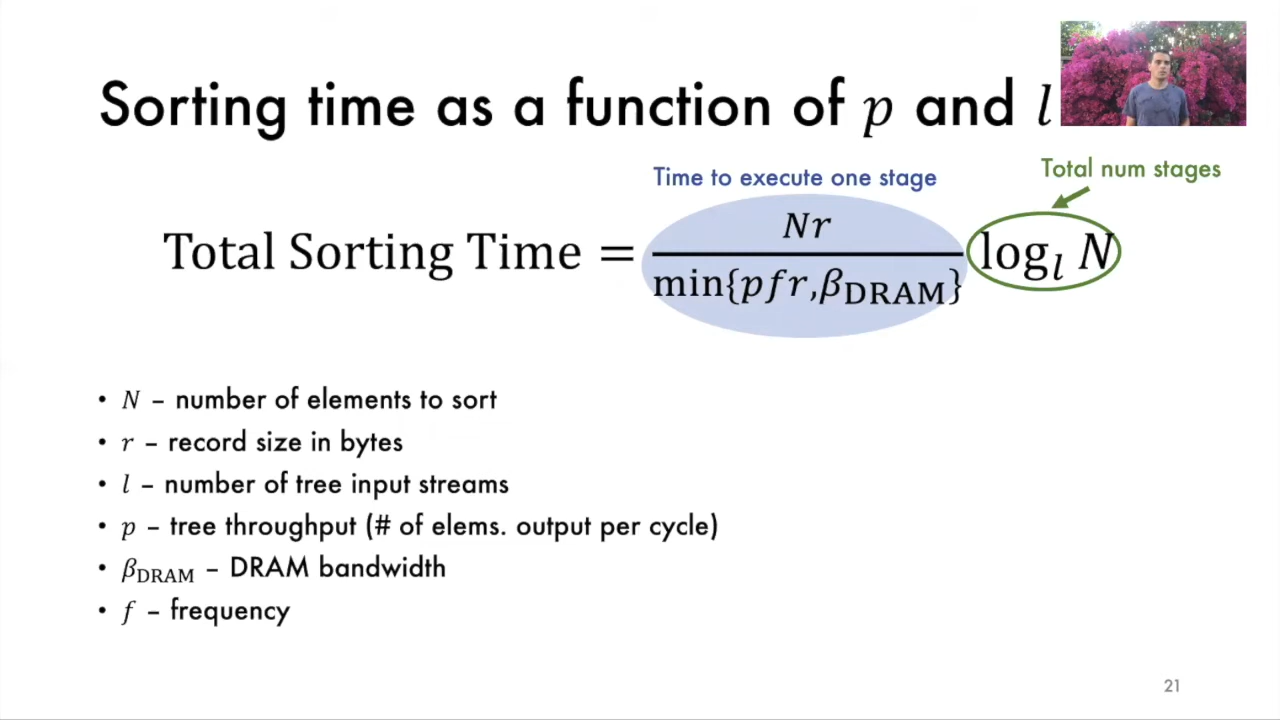 Sorting time as a function of p and l
Time to execute one stage
Total num stages
Total Sorting Time = Nr / min{pfr,β_DRAM} log_l N
• N – number of elements to sort
• r – record size in bytes
• l – number of tree input streams
• p – tree throughput (# of elems. output per cycle)
• β_DRAM – DRAM bandwidth
• f – frequency
21